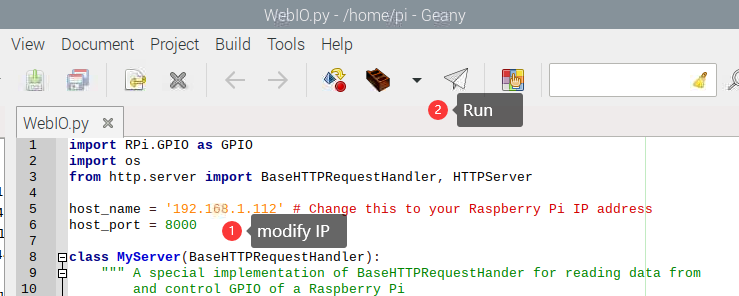 WebIO.py - /home/pi - Geany
View Document Project Build Tools Help
2 Run
WebIO.py
1 import RPi.GPIO as GPIO
2 import os
3 from http.server import BaseHTTPRequestHandler, HTTPServer
4
5 host_name = '192.168.1.112' # Change this to your Raspberry Pi IP address
6 host_port = 8000
1 modify IP
7
8 class MyServer(BaseHTTPRequestHandler):
9 """ A special implementation of BaseHTTPRequestHander for reading data from
10 and control GPIO of a Raspberry Pi